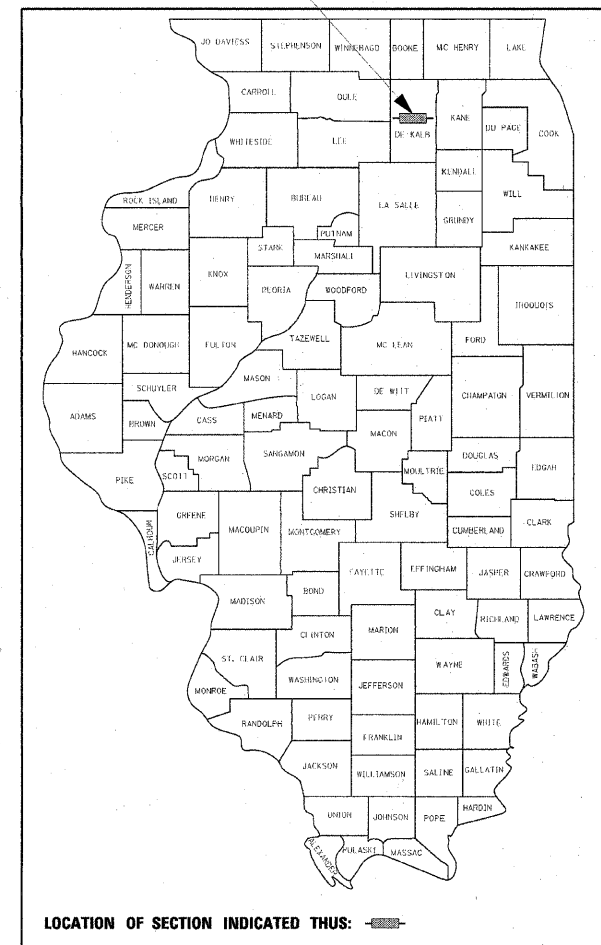 JO DAVIESS STEPHENSON WINNEBAGO BOONE MC HENRY LAKE
CARROLL OGLE KANE DU PAGE COOK
WHITESIDE LEE DE KALB
KENDALL WILL
ROCK ISLAND HENRY BUREAU LA SALLE
MERCER PUTNAM GRUNDY
STARK MARSHALL KANKAKEE
HENDERSON WARREN KNOX PEORIA WOODFORD LIVINGSTON IROQUOIS
HANCOCK MC DONOUGH FULTON TAZEWELL MC LEAN FORD
SCHUYLER MASON LOGAN DE WITT CHAMPAIGN VERMILION
ADAMS BROWN CASS MENARD MACON PIATT
PIKE SCOTT MORGAN SANGAMON MOULTRIE DOUGLAS EDGAR
CHRISTIAN COLES
GREENE MACOUPIN MONTGOMERY SHELBY CUMBERLAND CLARK
CALHOUN JERSEY FAYETTE EFFINGHAM JASPER CRAWFORD
MADISON BOND
CLAY RICHLAND LAWRENCE
CLINTON MARION
ST. CLAIR WAYNE EDWARDS WABASH
MONROE WASHINGTON JEFFERSON
RANDOLPH PERRY HAMILTON WHITE
FRANKLIN
JACKSON WILLIAMSON SALINE GALLATIN
UNION JOHNSON POPE HARDIN
ALEXANDER PULASKI MASSAC
LOCATION OF SECTION INDICATED THUS: